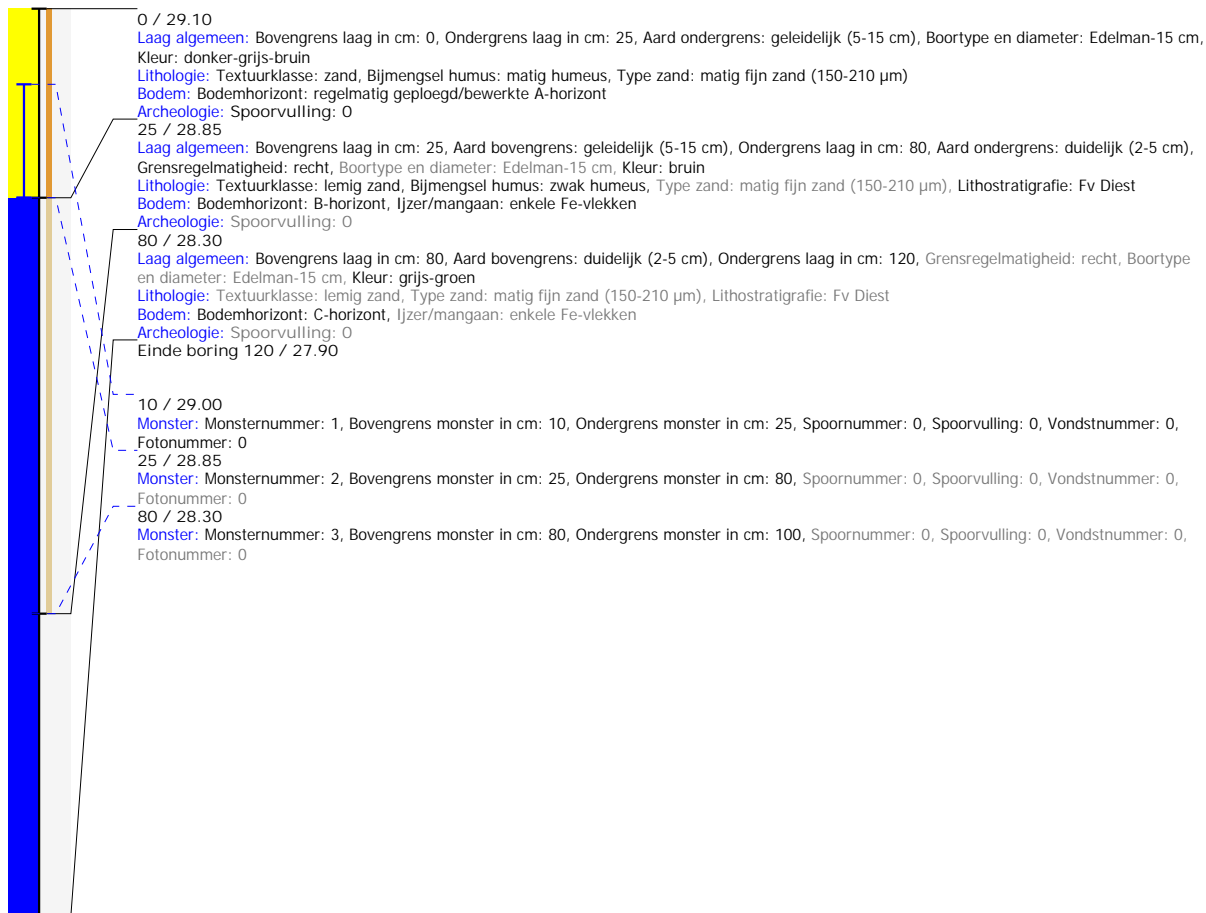 0 / 29.10
Laag algemeen: Bovengrens laag in cm: 0, Ondergrens laag in cm: 25, Aard ondergrens: geleidelijk (5-15 cm), Boortype en diameter: Edelman-15 cm,
Kleur: donker-grijs-bruin
Lithologie: Textuurklasse: zand, Bijmengsel humus: matig humeus, Type zand: matig fijn zand (150-210 µm)
Bodem: Bodemhorizont: regelmatig geploegd/bewerkte A-horizont
Archeologie: Spoorvulling: 0
25 / 28.85
Laag algemeen: Bovengrens laag in cm: 25, Aard bovengrens: geleidelijk (5-15 cm), Ondergrens laag in cm: 80, Aard ondergrens: duidelijk (2-5 cm),
Grensregelmatigheid: recht, Boortype en diameter: Edelman-15 cm, Kleur: bruin
Lithologie: Textuurklasse: lemig zand, Bijmengsel humus: zwak humeus, Type zand: matig fijn zand (150-210 µm), Lithostratigrafie: Fv Diest
Bodem: Bodemhorizont: B-horizont, Ijzer/mangaan: enkele Fe-vlekken
Archeologie: Spoorvulling: 0
80 / 28.30
Laag algemeen: Bovengrens laag in cm: 80, Aard bovengrens: duidelijk (2-5 cm), Ondergrens laag in cm: 120, Grensregelmatigheid: recht, Boortype
en diameter: Edelman-15 cm, Kleur: grijs-groen
Lithologie: Textuurklasse: lemig zand, Type zand: matig fijn zand (150-210 µm), Lithostratigrafie: Fv Diest
Bodem: Bodemhorizont: C-horizont, Ijzer/mangaan: enkele Fe-vlekken
Archeologie: Spoorvulling: 0
Einde boring 120 / 27.90
10 / 29.00
Monster: Monsternummer: 1, Bovengrens monster in cm: 10, Ondergrens monster in cm: 25, Spoornummer: 0, Spoorvulling: 0, Vondstnummer: 0,
Fotonummer: 0
25 / 28.85
Monster: Monsternummer: 2, Bovengrens monster in cm: 25, Ondergrens monster in cm: 80, Spoornummer: 0, Spoorvulling: 0, Vondstnummer: 0,
Fotonummer: 0
80 / 28.30
Monster: Monsternummer: 3, Bovengrens monster in cm: 80, Ondergrens monster in cm: 100, Spoornummer: 0, Spoorvulling: 0, Vondstnummer: 0,
Fotonummer: 0